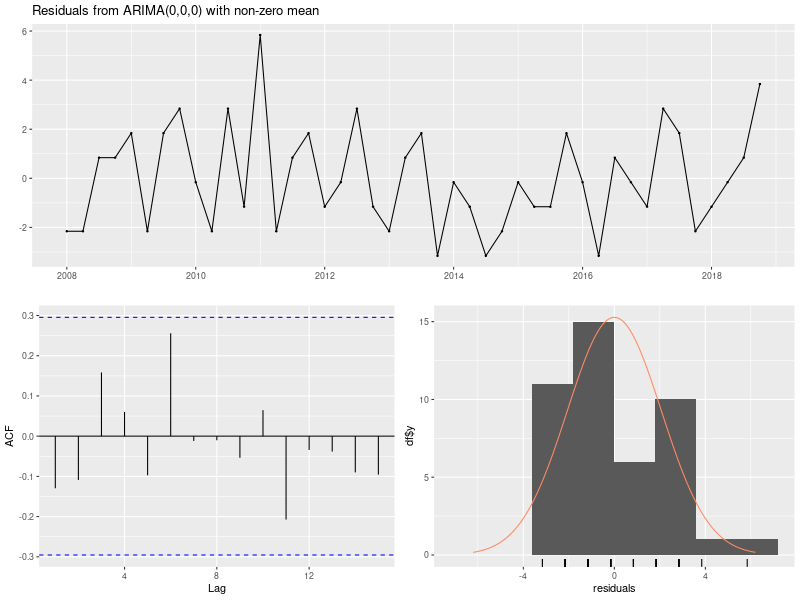 Residuals from ARIMA(0,0,0) with non-zero mean
6
4
2
0
-2
2008 2010 2012 2014 2016 2018
0.3
0.2
0.1
0.0
-0.1
-0.2
-0.3
ACF
4 8 12
Lag
15
10
5
0
df$y
-4 0 4
residuals